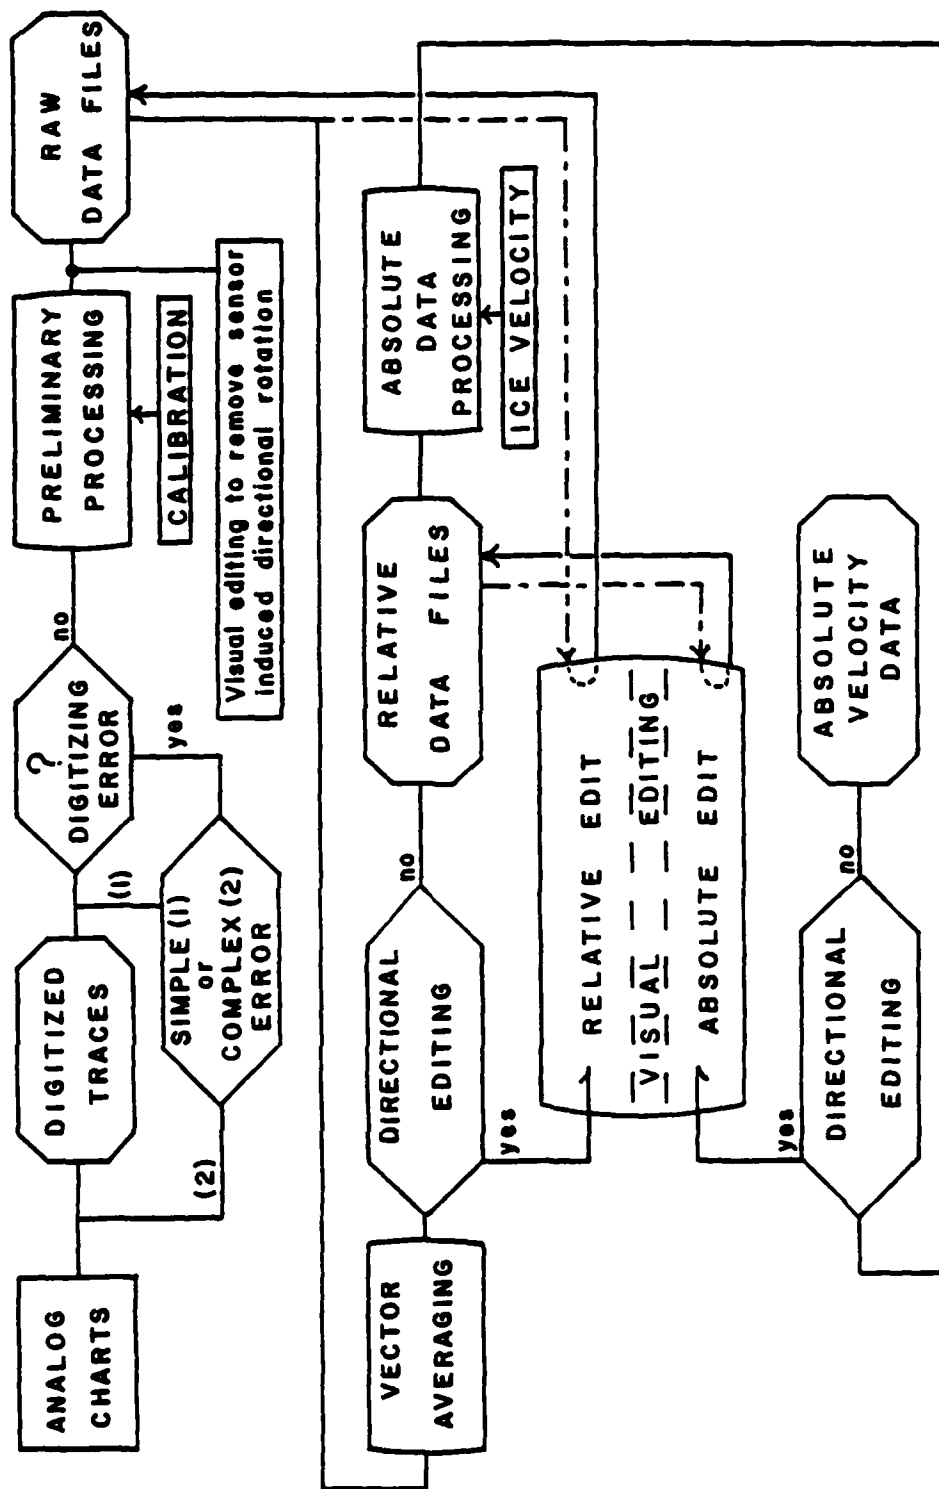 ANALOG
CHARTS
DIGITIZED
TRACES
(1)
(2)
SIMPLE (1)
or
COMPLEX (2)
ERROR
?
DIGITIZING
ERROR
yes
no
PRELIMINARY
PROCESSING
CALIBRATION
Visual editing to remove sensor
induced directional rotation
RAW
DATA FILES
VECTOR
AVERAGING
DIRECTIONAL
EDITING
yes
no
RELATIVE
DATA FILES
ABSOLUTE
DATA
PROCESSING
ICE VELOCITY
RELATIVE EDIT
VISUAL EDITING
ABSOLUTE EDIT
DIRECTIONAL
EDITING
yes
no
ABSOLUTE
VELOCITY
DATA